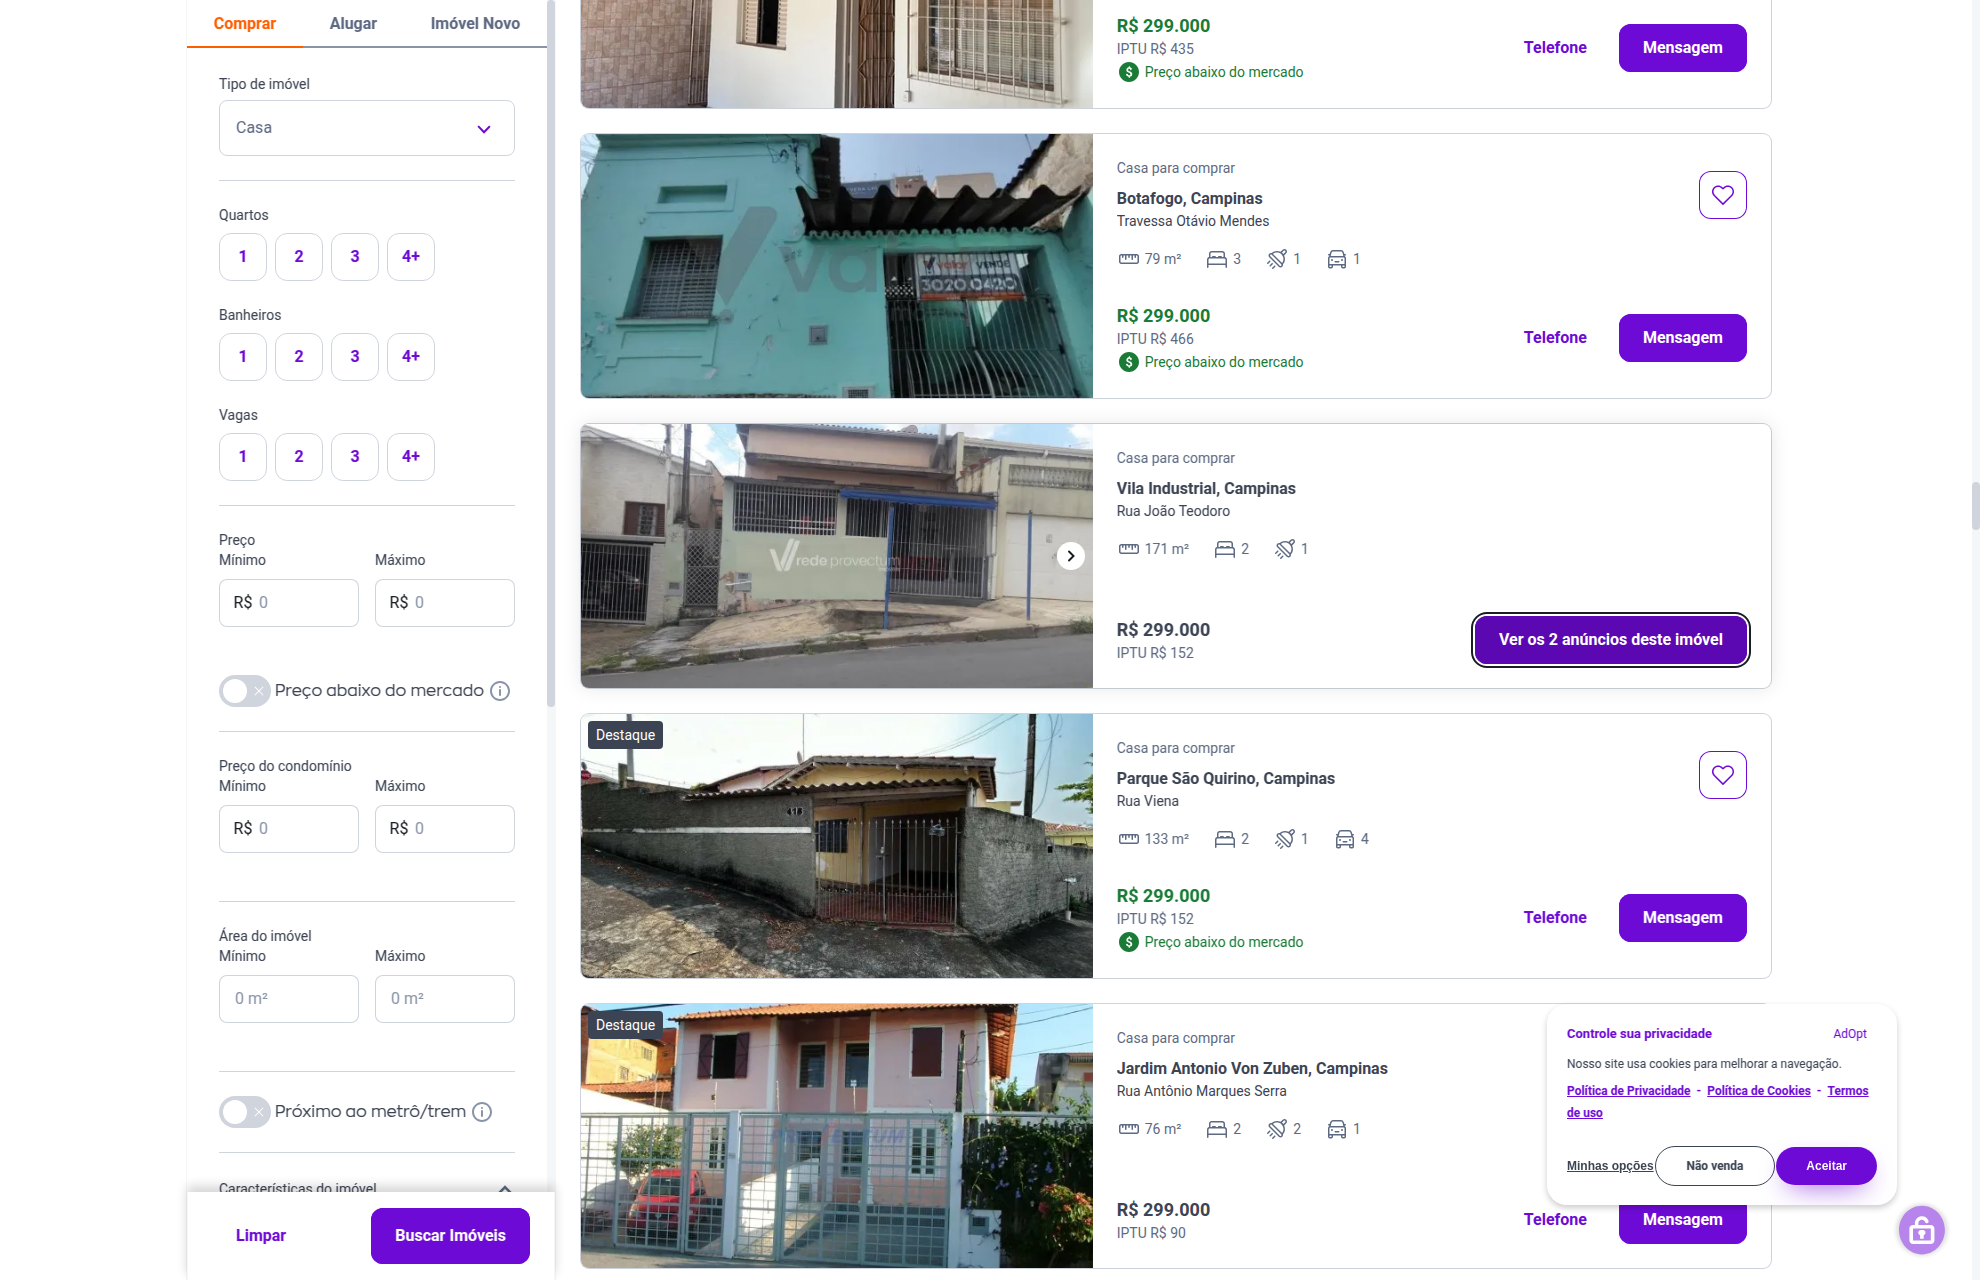 Comprar
Alugar
Imóvel Novo
Tipo de imóvel
Casa
Quartos
1
2
3
4+
Banheiros
1
2
3
4+
Vagas
1
2
3
4+
Preço
Mínimo
Máximo
R$ 0
R$ 0
Preço abaixo do mercado
Preço do condomínio
Mínimo
Máximo
R$ 0
R$ 0
Área do imóvel
Mínimo
Máximo
0 m²
0 m²
Próximo ao metrô/trem
Características do imóvel
Limpar
Buscar Imóveis
R$ 299.000
IPTU R$ 435
Preço abaixo do mercado
Telefone
Mensagem
valor VENDE
3020.0420
Casa para comprar
Botafogo, Campinas
Travessa Otávio Mendes
79 m²
3
1
1
R$ 299.000
IPTU R$ 466
Preço abaixo do mercado
Telefone
Mensagem
rede provectum
Casa para comprar
Vila Industrial, Campinas
Rua João Teodoro
171 m²
2
1
R$ 299.000
IPTU R$ 152
Ver os 2 anúncios deste imóvel
Destaque
Casa para comprar
Parque São Quirino, Campinas
Rua Viena
133 m²
2
1
4
R$ 299.000
IPTU R$ 152
Preço abaixo do mercado
Telefone
Mensagem
Destaque
Casa para comprar
Jardim Antonio Von Zuben, Campinas
Rua Antônio Marques Serra
76 m²
2
2
1
R$ 299.000
IPTU R$ 90
Telefone
Mensagem
Controle sua privacidade
AdOpt
Nosso site usa cookies para melhorar a navegação.
Política de Privacidade - Política de Cookies - Termos
de uso
Minhas opções
Não venda
Aceitar